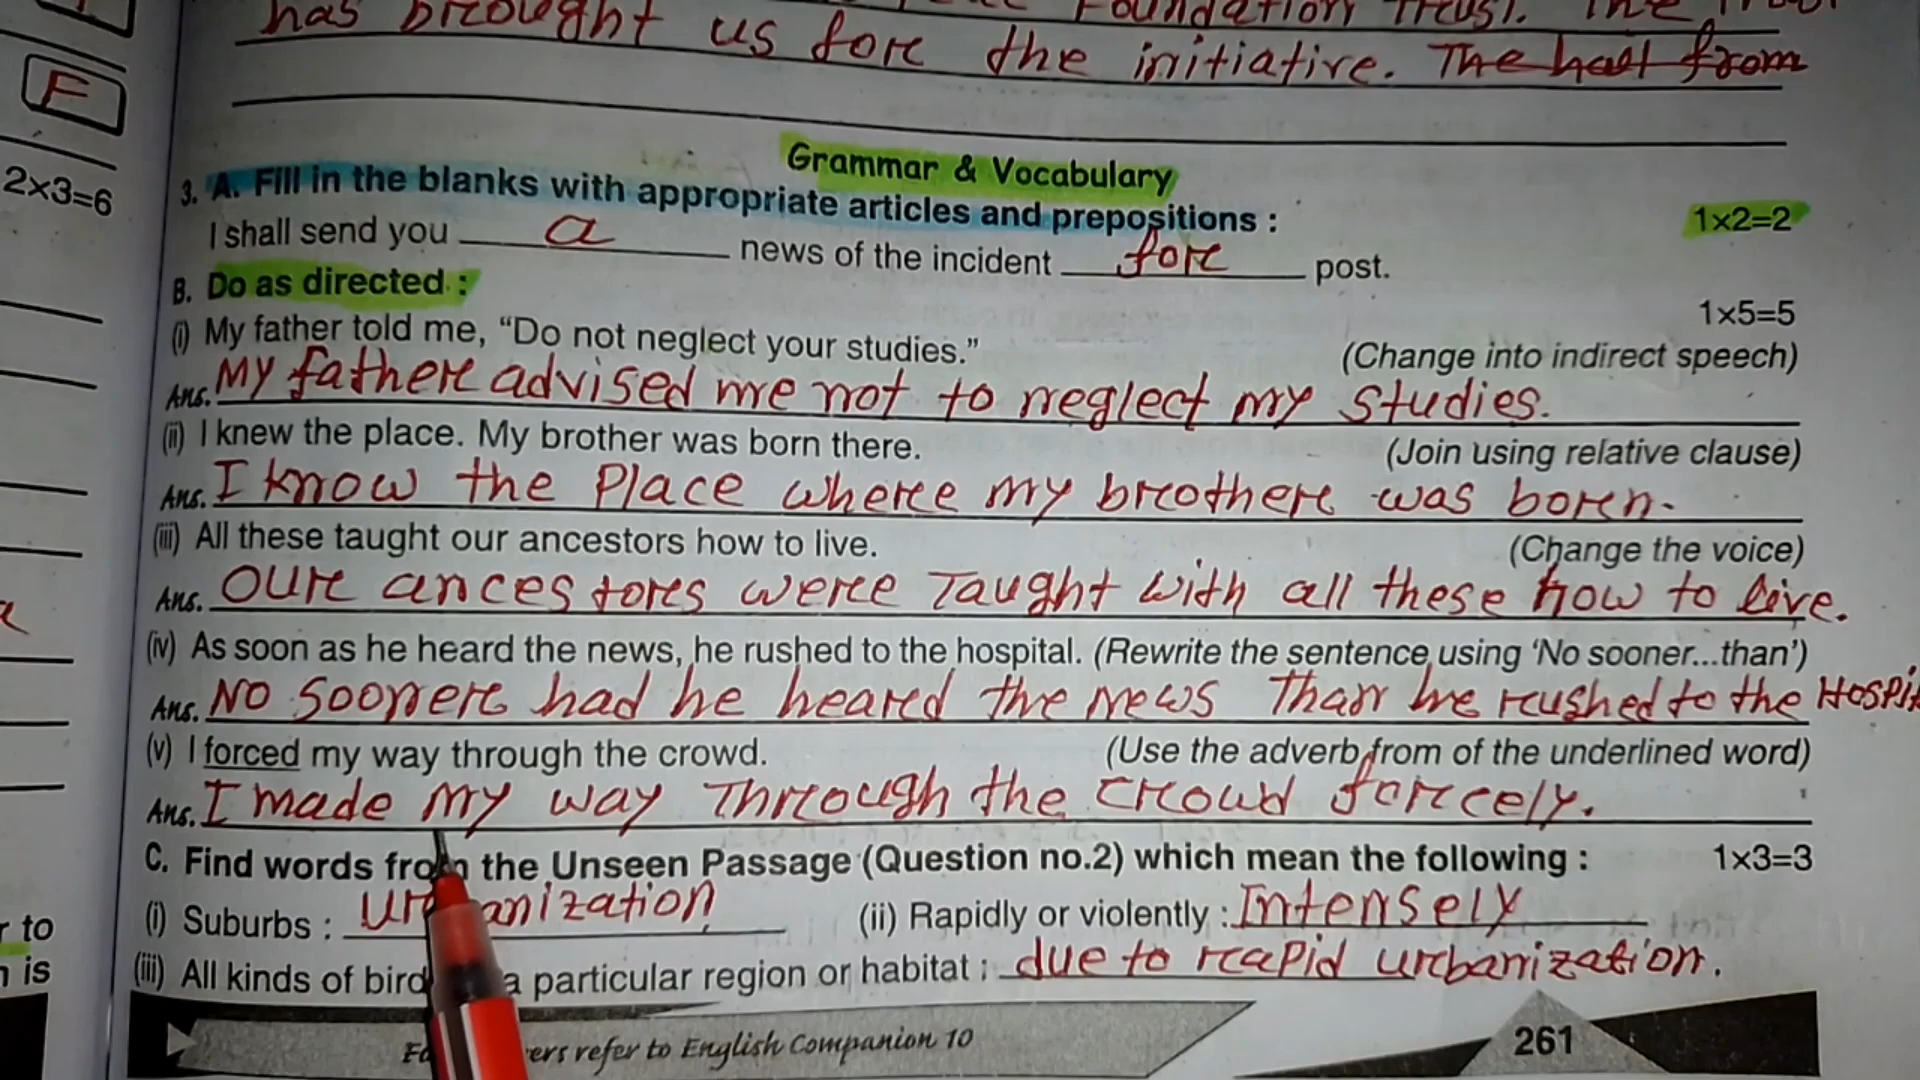 has brought us for the initiative. The hast from
F
2×3=6
Grammar & Vocabulary
3. A. Fill in the blanks with appropriate articles and prepositions : 1×2=2
I shall send you a news of the incident for post.
B. Do as directed : 1×5=5
(i) My father told me, “Do not neglect your studies.” (Change into indirect speech)
Ans. My father advised me not to neglect my studies.
(ii) I knew the place. My brother was born there. (Join using relative clause)
Ans. I know the Place where my brother was born.
(iii) All these taught our ancestors how to live. (Change the voice)
Ans. Our ancestors were Taught with all these how to live.
(iv) As soon as he heard the news, he rushed to the hospital. (Rewrite the sentence using ‘No sooner...than’)
Ans. No sooner had he heared the news Than he rushed to the Hospi
(v) I forced my way through the crowd. (Use the adverb from of the underlined word)
Ans. I made my way Through the crowd forcely.
C. Find words from the Unseen Passage (Question no.2) which mean the following : 1×3=3
(i) Suburbs : urbanization (ii) Rapidly or violently : Intensely
(iii) All kinds of bird a particular region or habitat : due to rapid urbanization.
r to
is
ers refer to English Companion 10
261